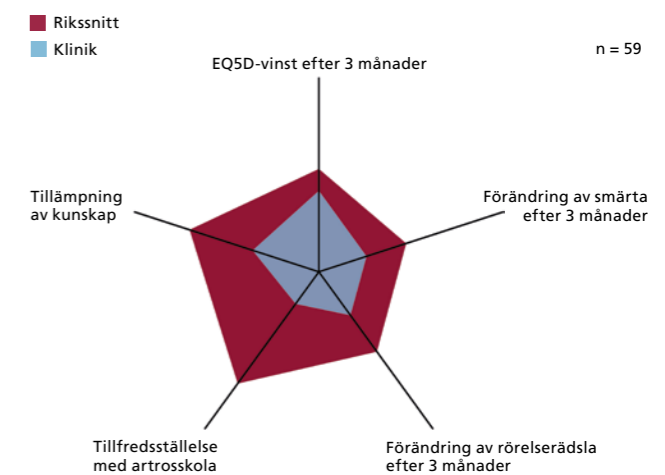 Rikssnitt
Klinik
n = 59
EQ5D-vinst efter 3 månader
Tillämpning
av kunskap
Förändring av smärta
efter 3 månader
Tillfredsställelse
med artrosskola
Förändring av rörelserädsla
efter 3 månader